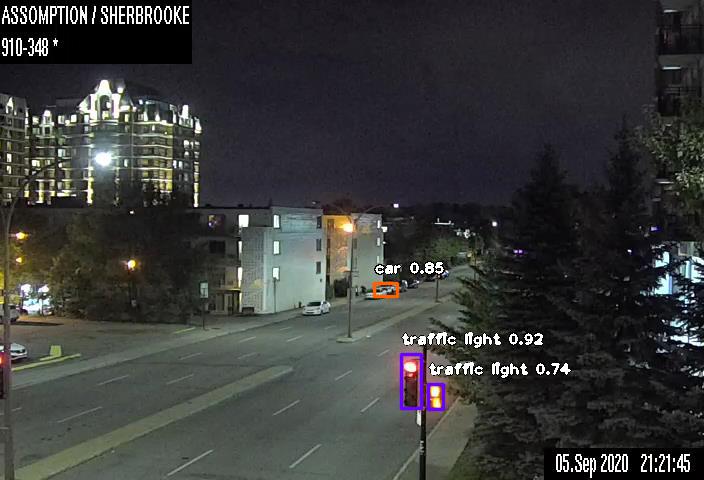 ASSOMPTION / SHERBROOKE
910-348 *
car 0.85
traffic light 0.92
traffic light 0.74
05.Sep 2020 21:21:45